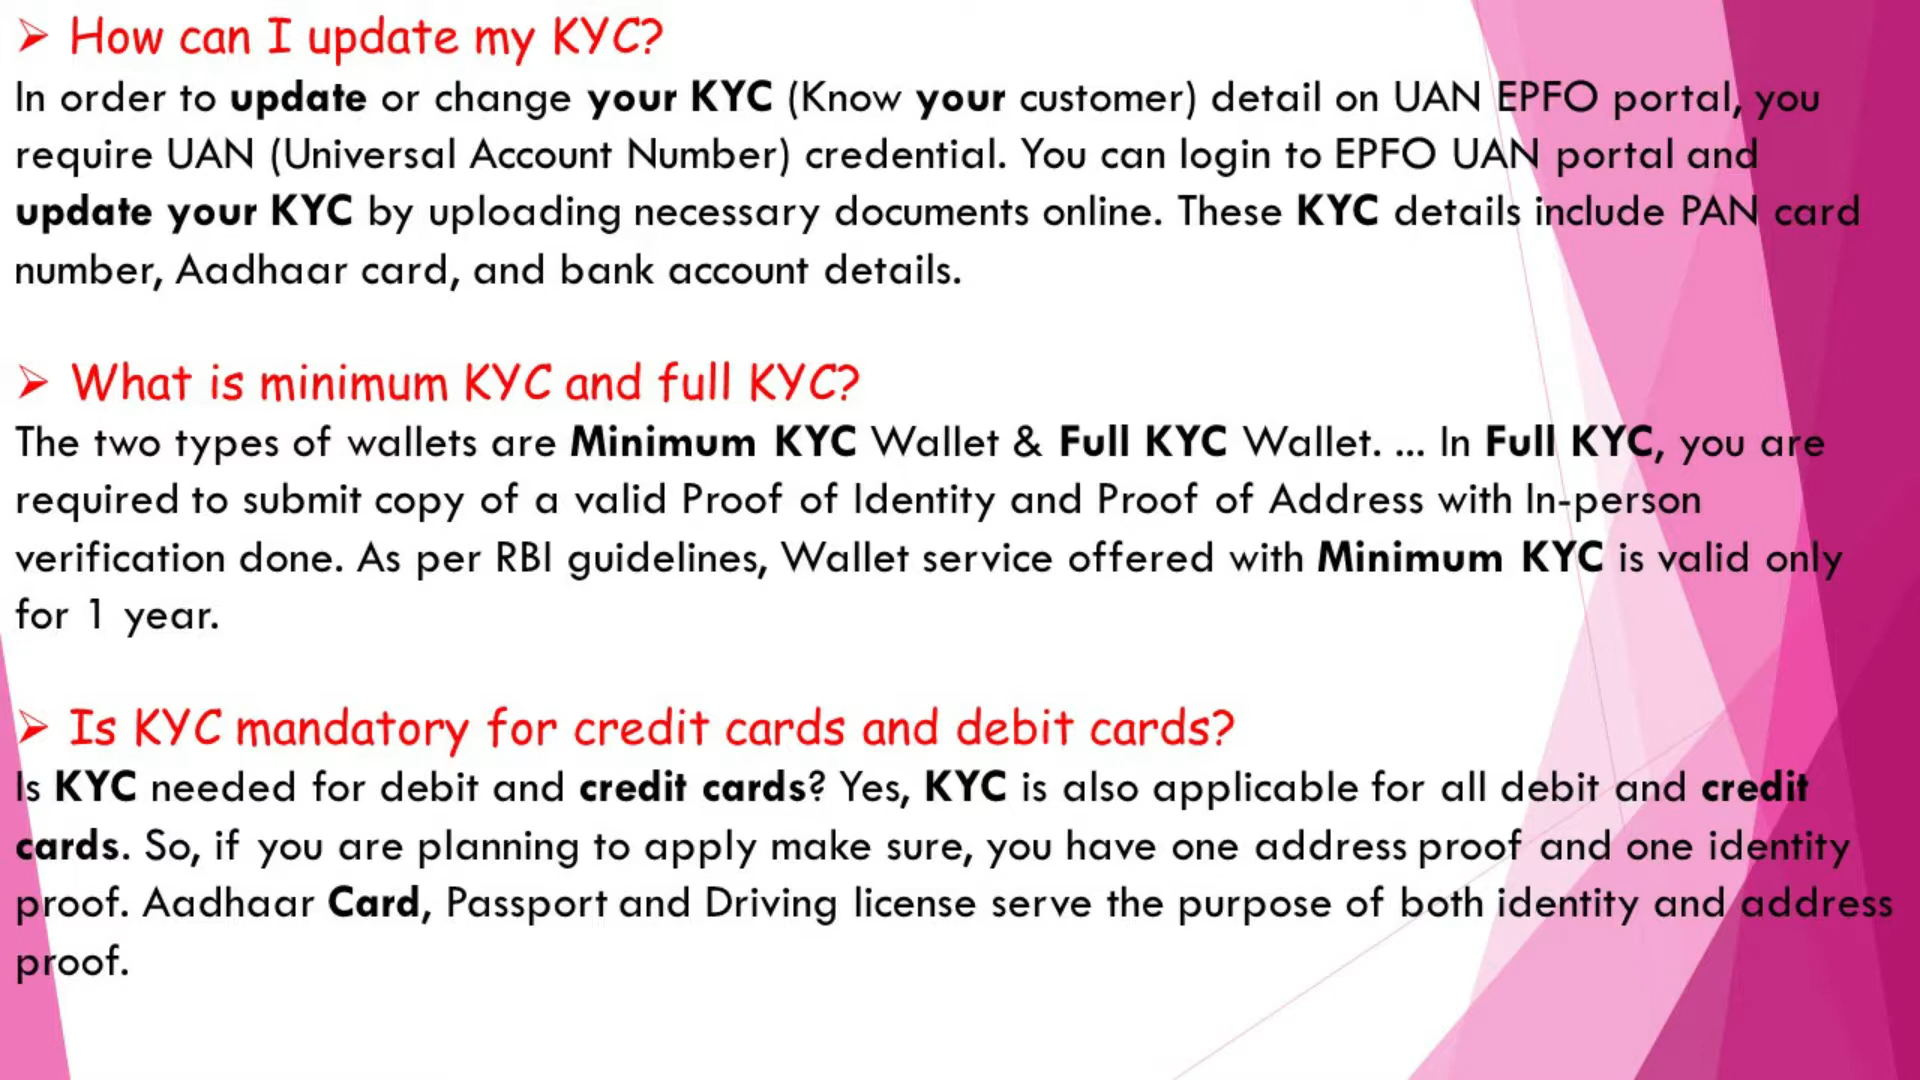 ➢ How can I update my KYC?
In order to update or change your KYC (Know your customer) detail on UAN EPFO portal, you
require UAN (Universal Account Number) credential. You can login to EPFO UAN portal and
update your KYC by uploading necessary documents online. These KYC details include PAN card
number, Aadhaar card, and bank account details.
➢ What is minimum KYC and full KYC?
The two types of wallets are Minimum KYC Wallet & Full KYC Wallet. ... In Full KYC, you are
required to submit copy of a valid Proof of Identity and Proof of Address with In-person
verification done. As per RBI guidelines, Wallet service offered with Minimum KYC is valid only
for 1 year.
➢ Is KYC mandatory for credit cards and debit cards?
Is KYC needed for debit and credit cards? Yes, KYC is also applicable for all debit and credit
cards. So, if you are planning to apply make sure, you have one address proof and one identity
proof. Aadhaar Card, Passport and Driving license serve the purpose of both identity and address
proof.